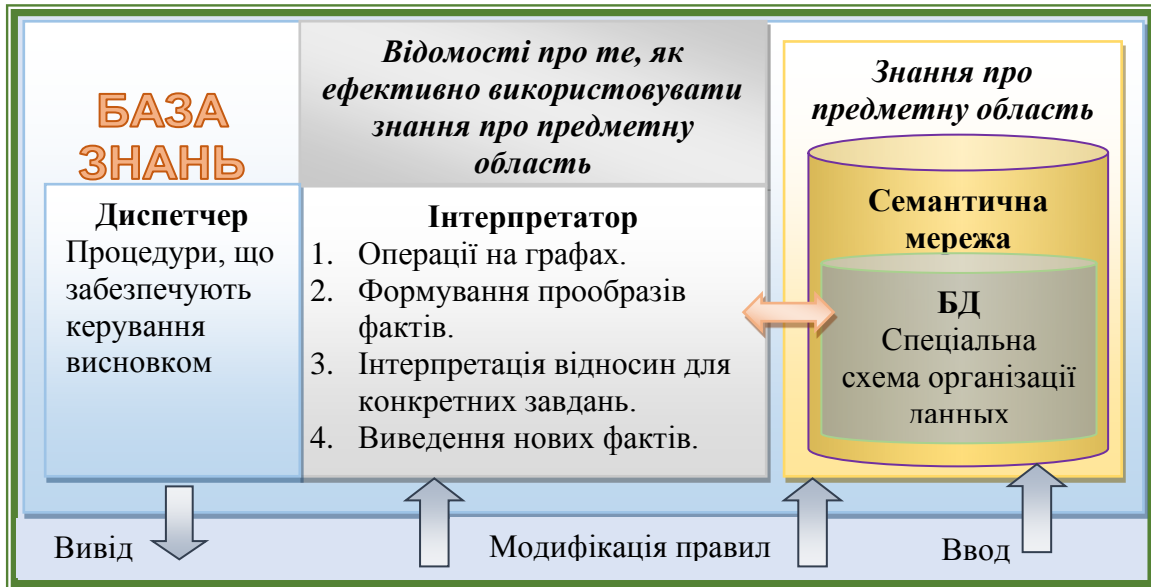 БАЗА
ЗНАНЬ
Відомості про те, як
ефективно використовувати
знання про предметну
область
Знання про
предметну область
Диспетчер
Процедури, що
забезпечують
керування
висновком
Інтерпретатор
1. Операції на графах.
2. Формування прообразів
фактів.
3. Інтерпретація відносин для
конкретних завдань.
4. Виведення нових фактів.
Семантична
мережа
БД
Спеціальна
схема організації
данных
Вивід
Модифікація правил
Ввод